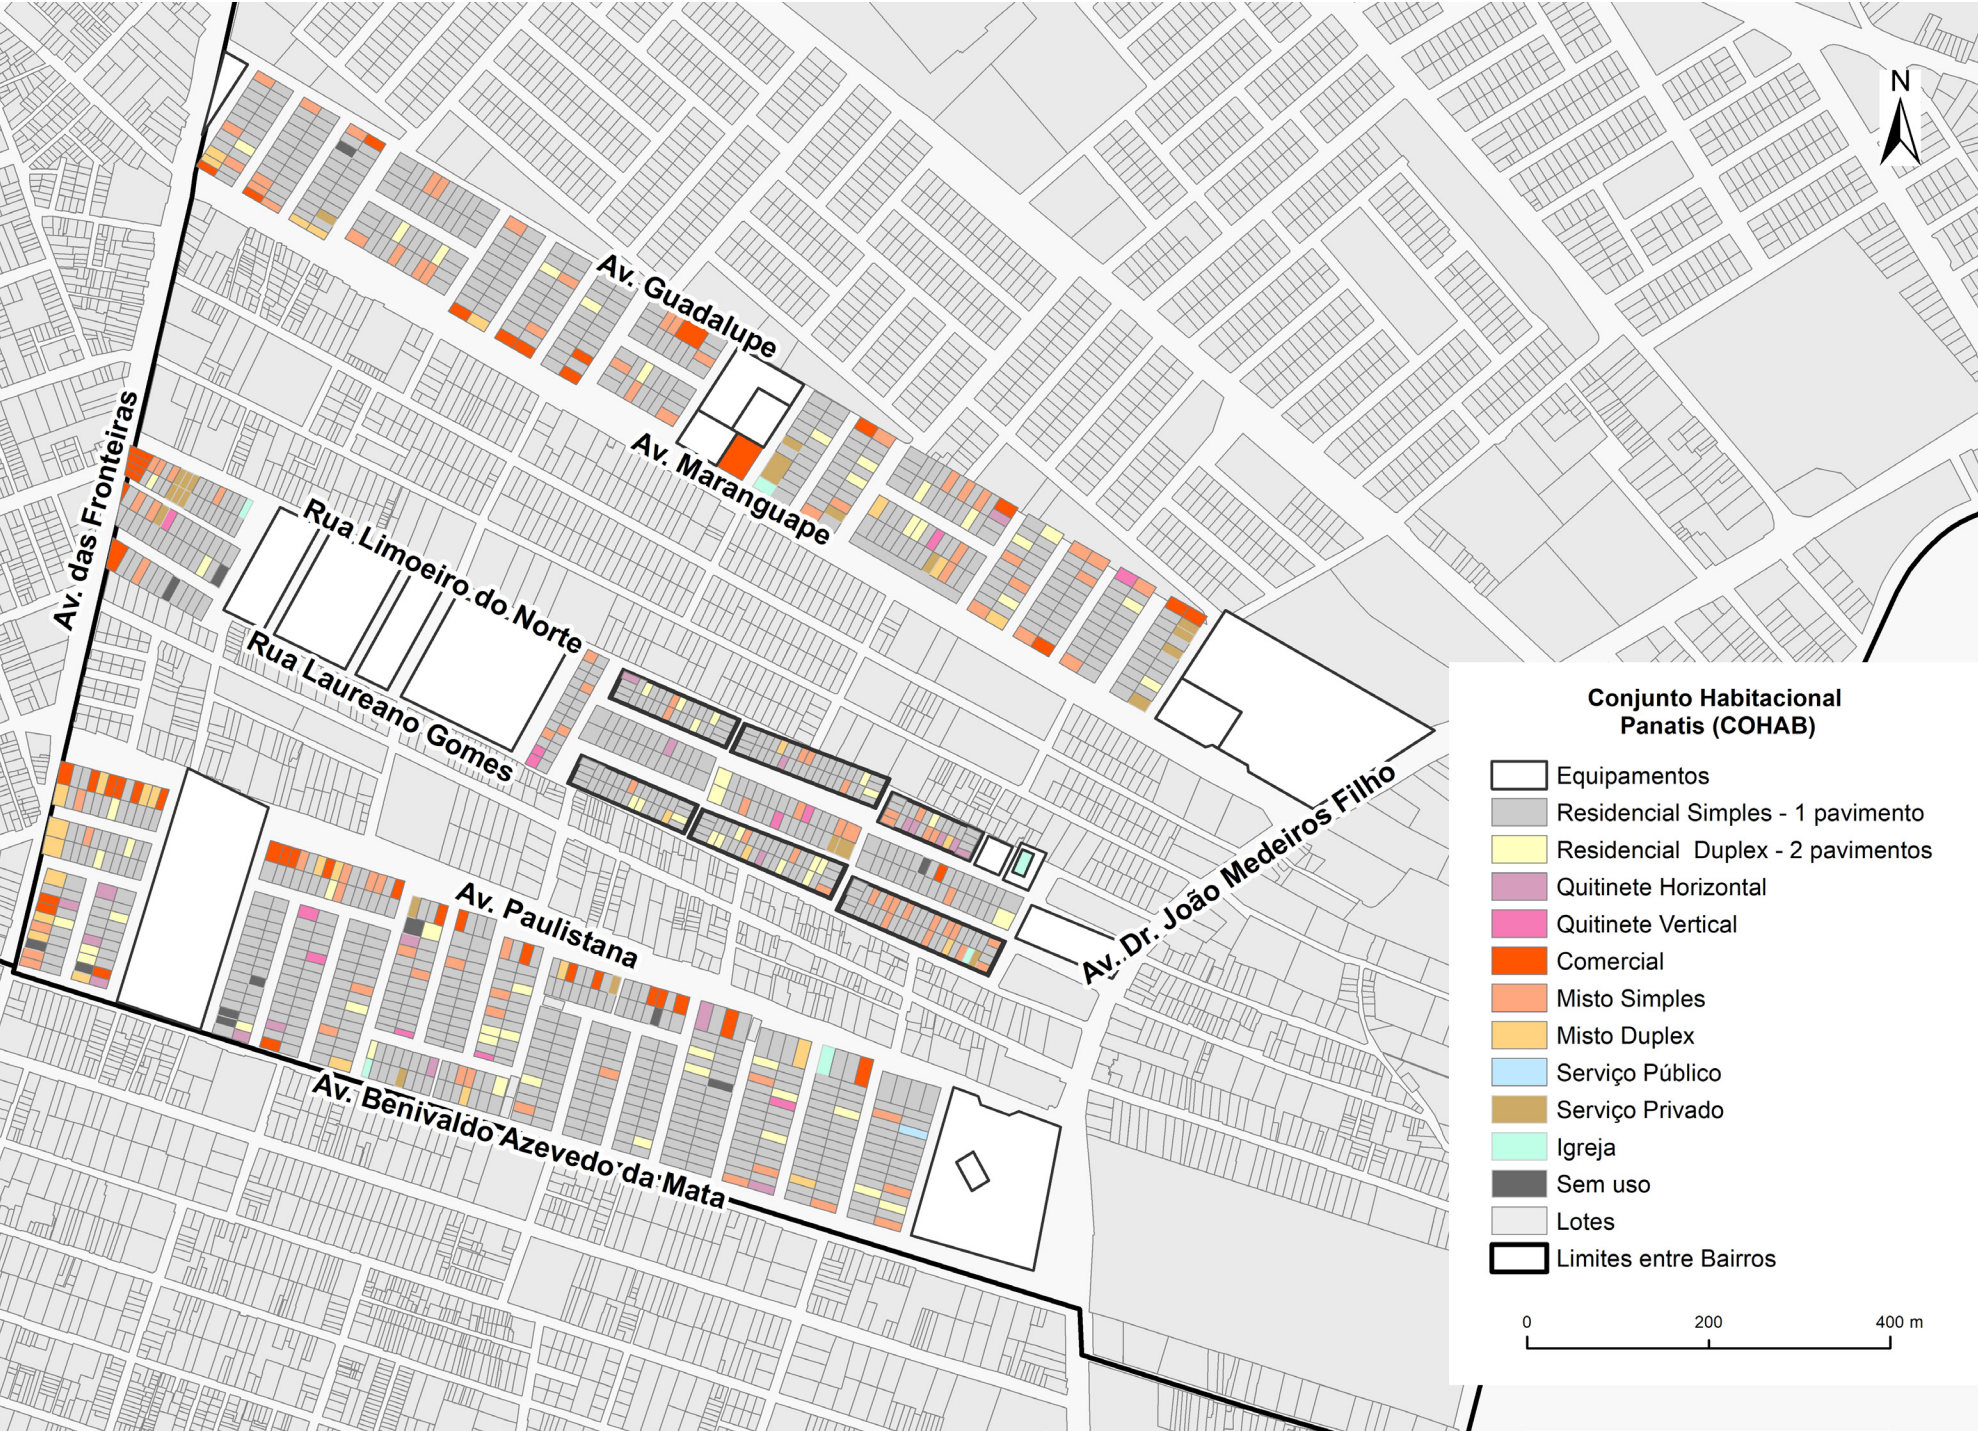 N
Av. Guadalupe
Av. Maranguape
Av. das Fronteiras
Rua Limoeiro do Norte
Rua Laureano Gomes
Av. Dr. João Medeiros Filho
Av. Paulistana
Av. Benivaldo Azevedo da Mata
Conjunto Habitacional
Panatis (COHAB)
Equipamentos
Residencial Simples - 1 pavimento
Residencial Duplex - 2 pavimentos
Quitinete Horizontal
Quitinete Vertical
Comercial
Misto Simples
Misto Duplex
Serviço Público
Serviço Privado
Igreja
Sem uso
Lotes
Limites entre Bairros
0 200 400 m